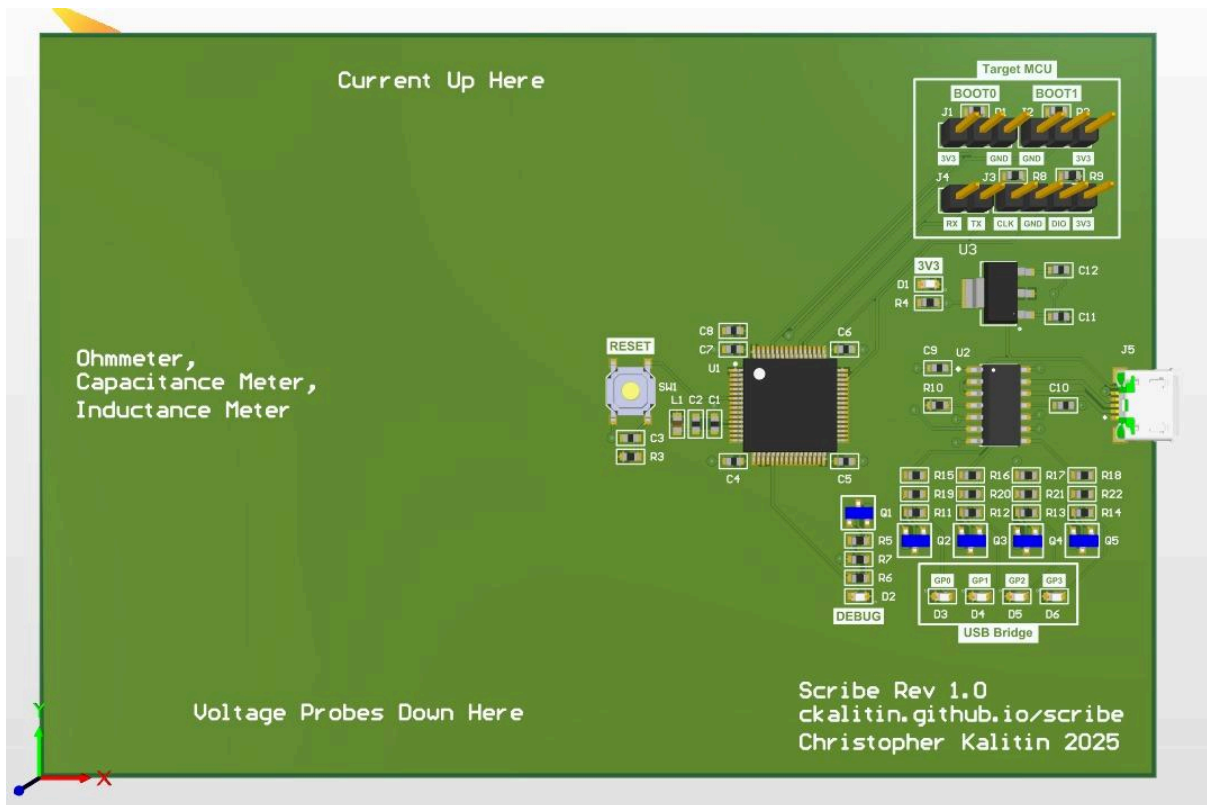 Current Up Here
Target MCU
BOOT0 BOOT1
J1 J2
3V3 GND GND 3V3
J4 J3 R8 R9
RX TX CLK GND DIO 3V3
U3
3V3
D1
R4
C12
C11
C8
C7
U1
C6
RESET
SW1
L1 C2 C1
C3
R3
C4
C5
C9
U2
R10
C10
J5
Ohmmeter,
Capacitance Meter,
Inductance Meter
R15 R16 R17 R18
R19 R20 R21 R22
R11 R12 R13 R14
Q1
Q2 Q3 Q4 Q5
R5
R7
R6
D2
DEBUG
GP0 GP1 GP2 GP3
D3 D4 D5 D6
USB Bridge
Voltage Probes Down Here
Scribe Rev 1.0
ckalitin.github.io/scribe
Christopher Kalitin 2025
Y
X